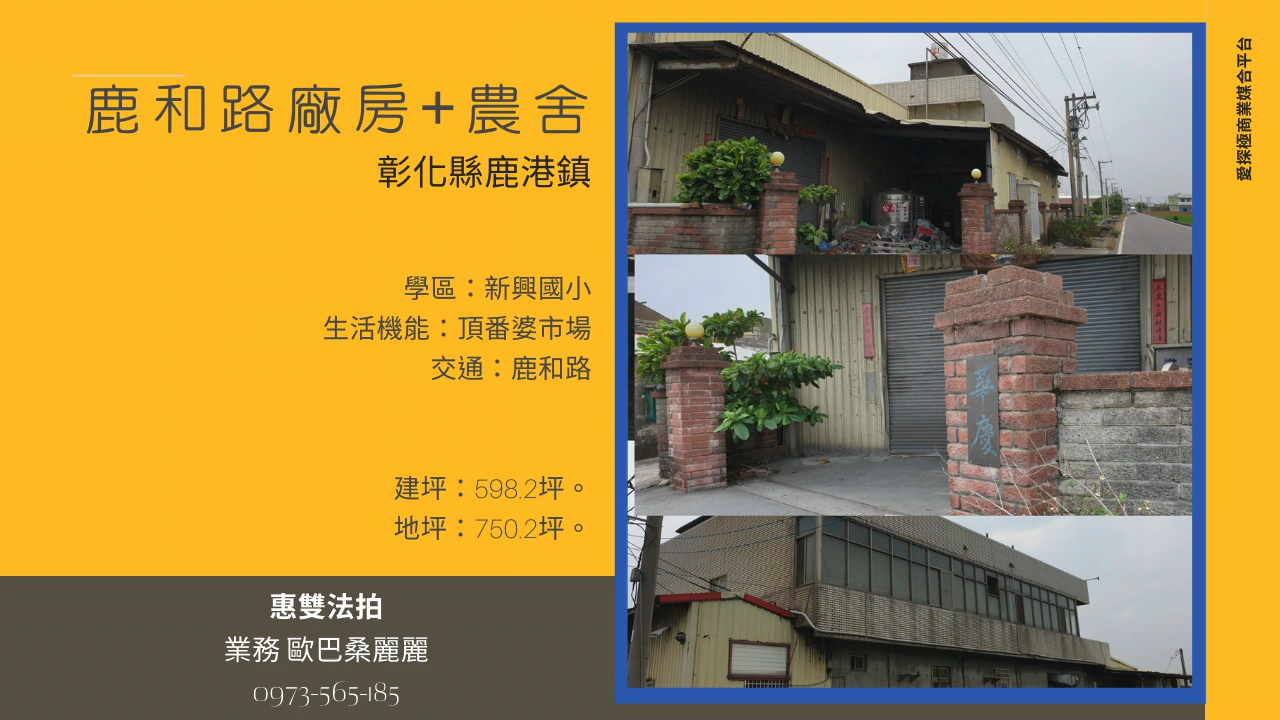 鹿和路廠房+農舍
彰化縣鹿港鎮
學區：新興國小
生活機能：頂番婆市場
交通：鹿和路
建坪：598.2坪。
地坪：750.2坪。
惠雙法拍
業務 歐巴桑麗麗
0973-565-185
愛探極商業媒合平台
華慶